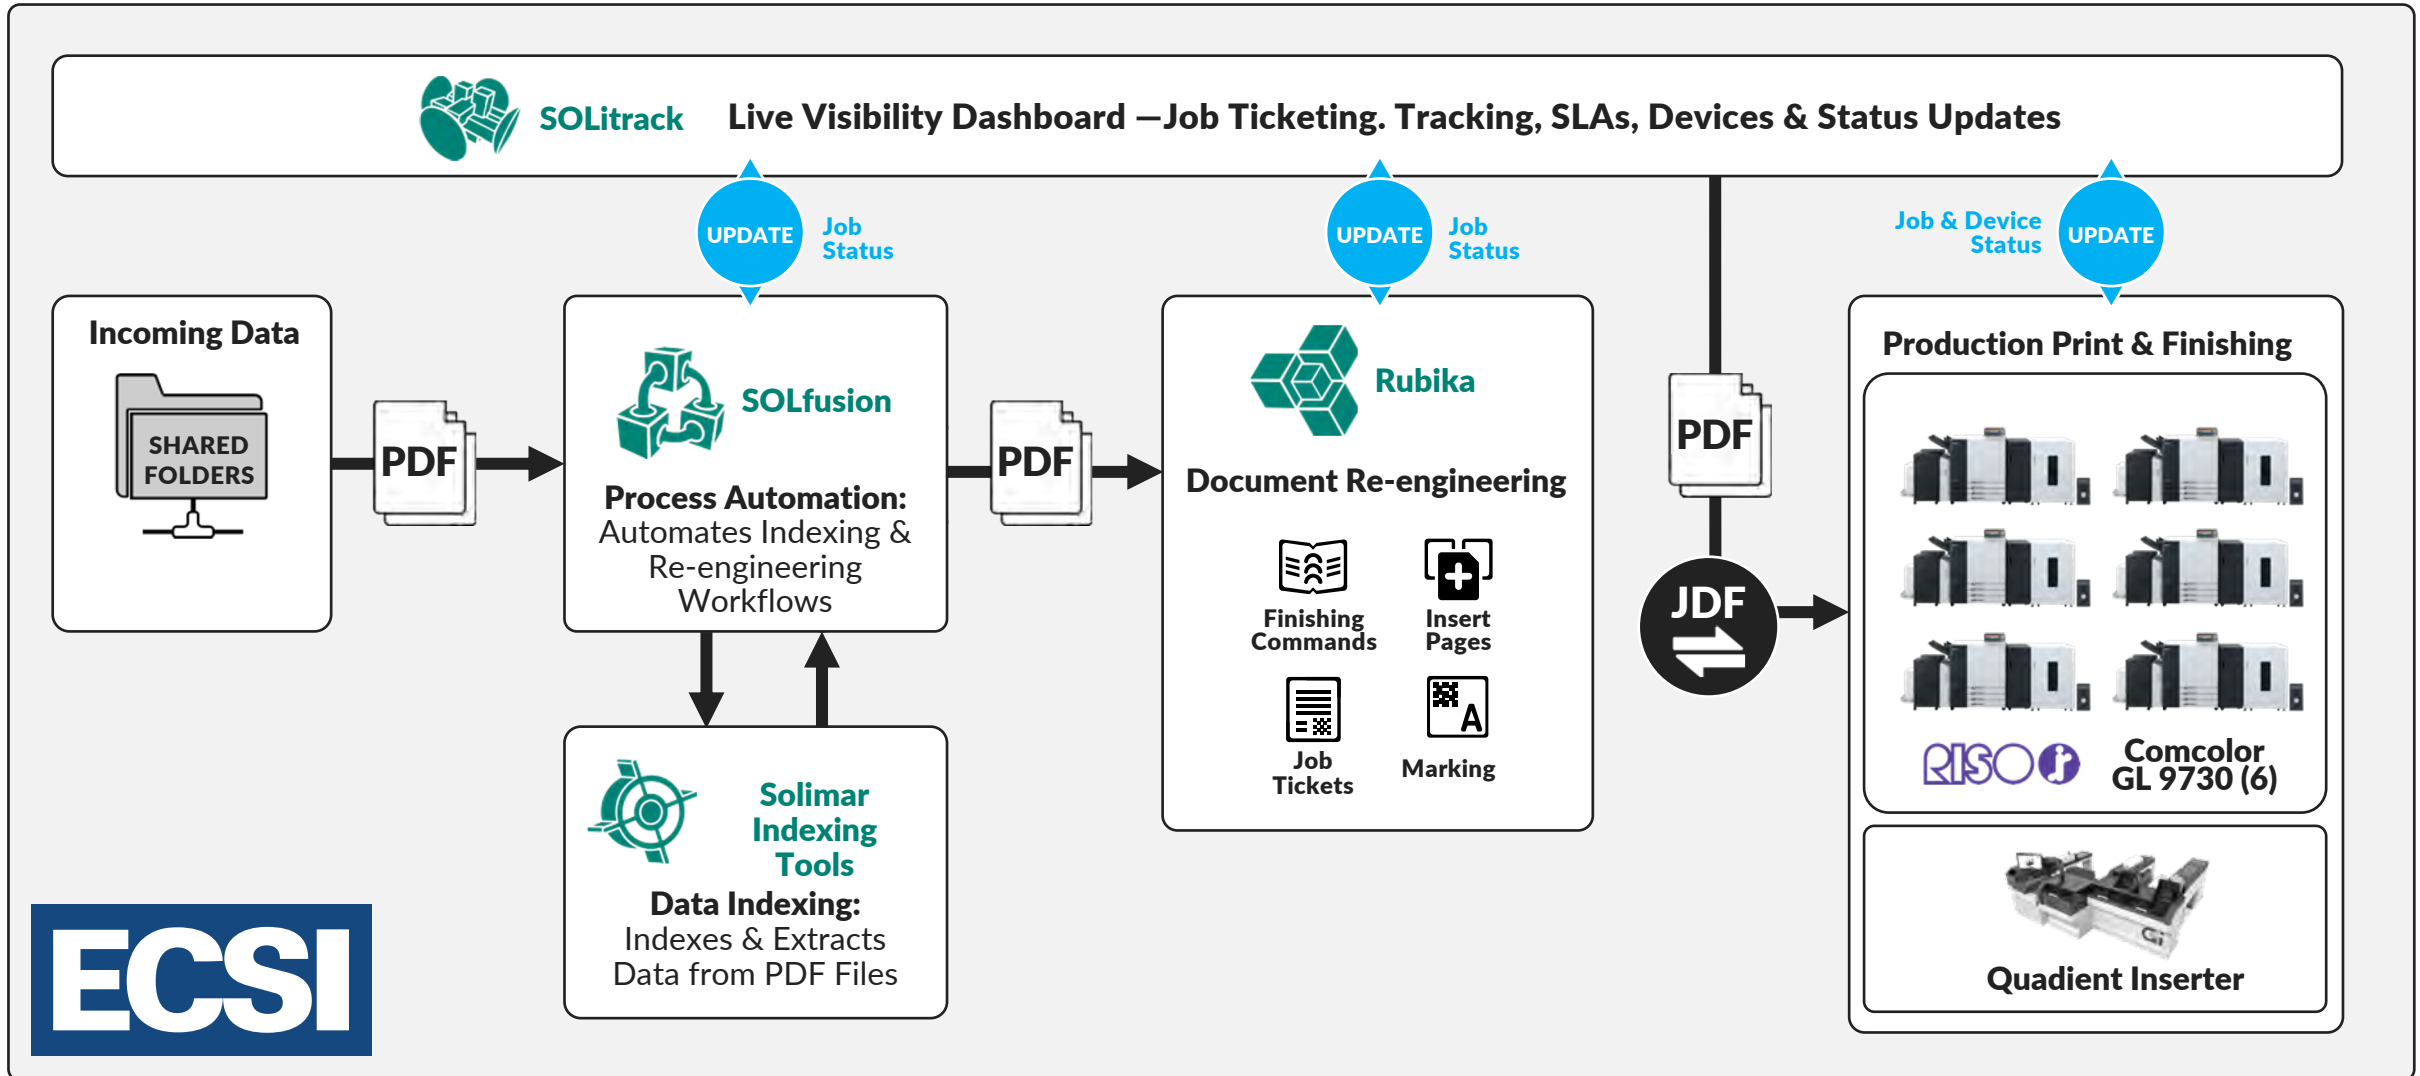 SOLitrack Live Visibility Dashboard —Job Ticketing. Tracking, SLAs, Devices & Status Updates
UPDATE
Job
Status
UPDATE
Job
Status
Job & Device
Status
UPDATE
Incoming Data
SHARED
FOLDERS
PDF
SOLfusion
Process Automation:
Automates Indexing &
Re-engineering
Workflows
Solimar
Indexing
Tools
Data Indexing:
Indexes & Extracts
Data from PDF Files
PDF
Rubika
Document Re-engineering
Finishing
Commands
Insert
Pages
Job
Tickets
A
Marking
PDF
JDF
Production Print & Finishing
RISO
Comcolor
GL 9730 (6)
Gi
Quadient Inserter
ECSI